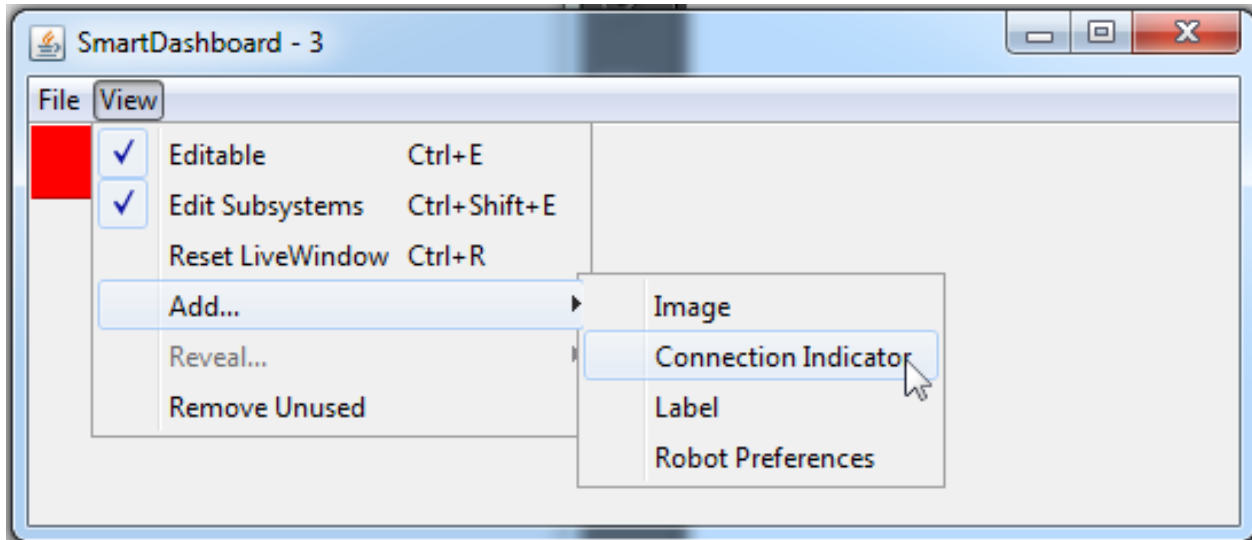 SmartDashboard - 3
File View
Editable Ctrl+E
Edit Subsystems Ctrl+Shift+E
Reset LiveWindow Ctrl+R
Add...
Image
Reveal...
Connection Indicator
Remove Unused
Label
Robot Preferences